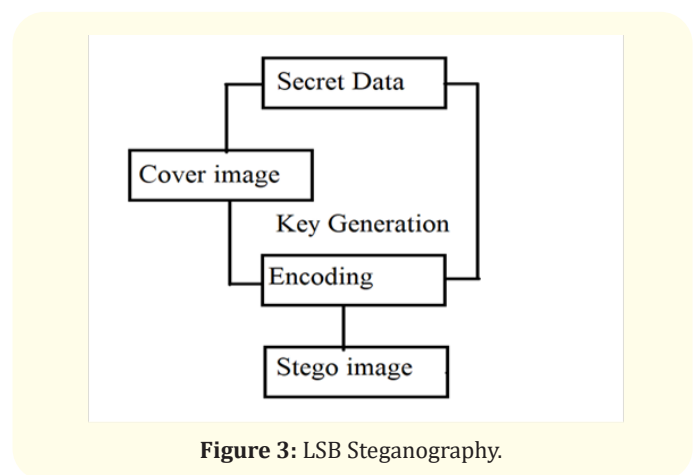 Secret Data
Cover image
Key Generation
Encoding
Stego image
Figure 3: LSB Steganography.